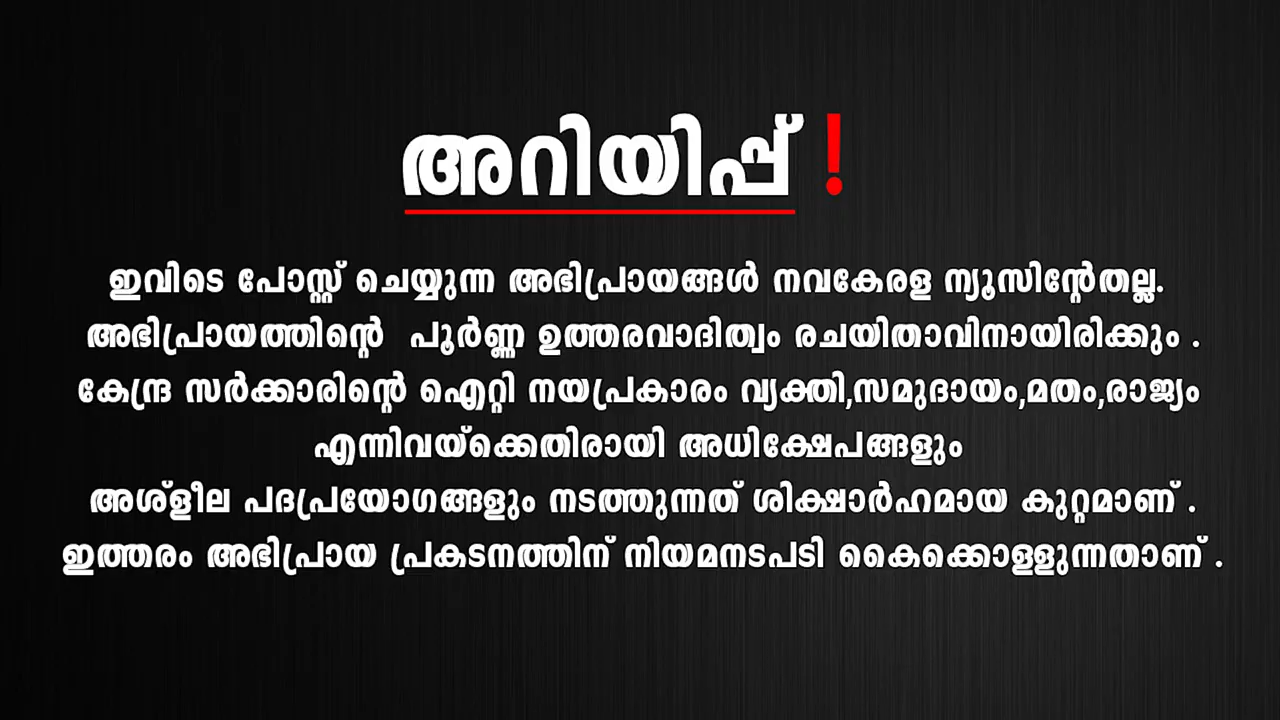 അറിയിപ്പ് !
ഇവിടെ പോസ്റ്റ് ചെയ്യുന്ന അഭിപ്രായങ്ങൾ നവകേരള ന്യൂസിന്റേതല്ല.
അഭിപ്രായത്തിന്റെ പൂർണ്ണ ഉത്തരവാദിത്വം രചയിതാവിനായിരിക്കും .
കേന്ദ്ര സർക്കാരിന്റെ ഐറ്റി നയപ്രകാരം വ്യക്തി,സമുദായം,മതം,രാജ്യം
എന്നിവയ്ക്കെതിരായി അധിക്ഷേപങ്ങളും
അശ്ളീല പദപ്രയോഗങ്ങളും നടത്തുന്നത് ശിക്ഷാർഹമായ കുറ്റമാണ് .
ഇത്തരം അഭിപ്രായ പ്രകടനത്തിന് നിയമനടപടി കൈക്കൊള്ളുന്നതാണ് .